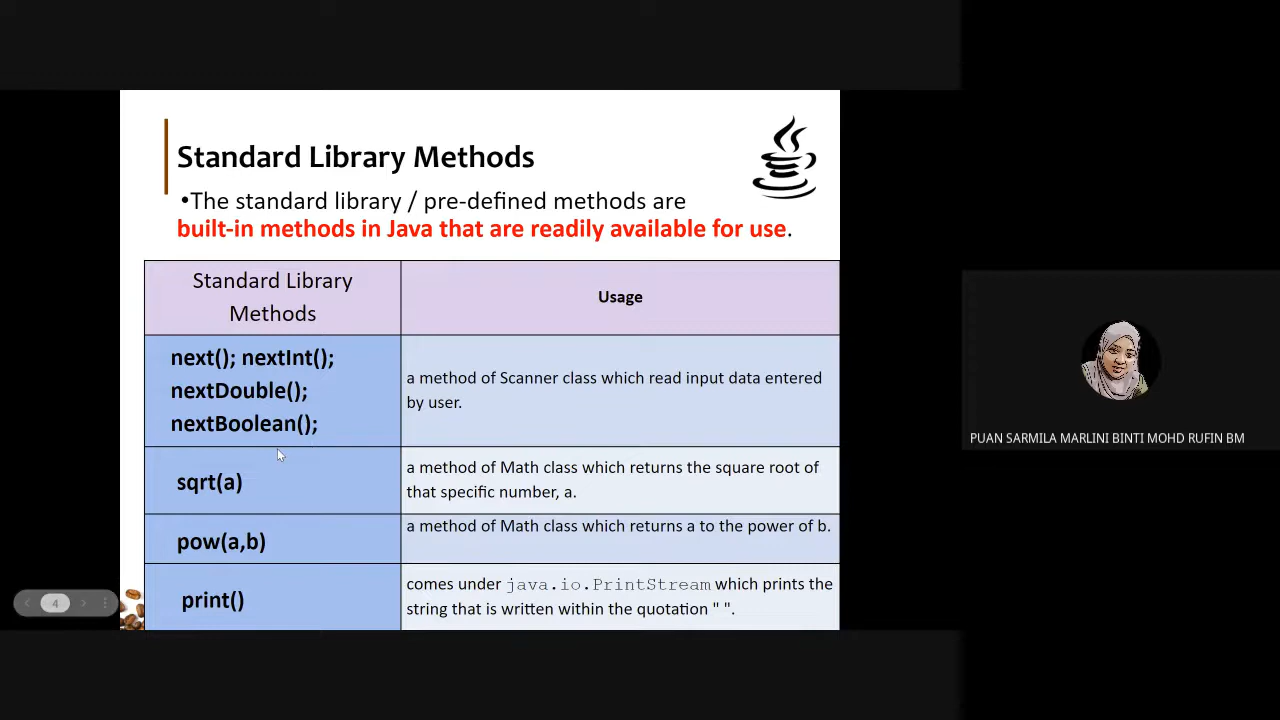 Standard Library Methods
•The standard library / pre-defined methods are
built-in methods in Java that are readily available for use.
Standard Library
Methods
Usage
next(); nextInt();
nextDouble();
nextBoolean();
a method of Scanner class which read input data entered
by user.
sqrt(a)
a method of Math class which returns the square root of
that specific number, a.
pow(a,b)
a method of Math class which returns a to the power of b.
print()
comes under java.io.PrintStream which prints the
string that is written within the quotation " ".
4
PUAN SARMILA MARLINI BINTI MOHD RUFIN BM